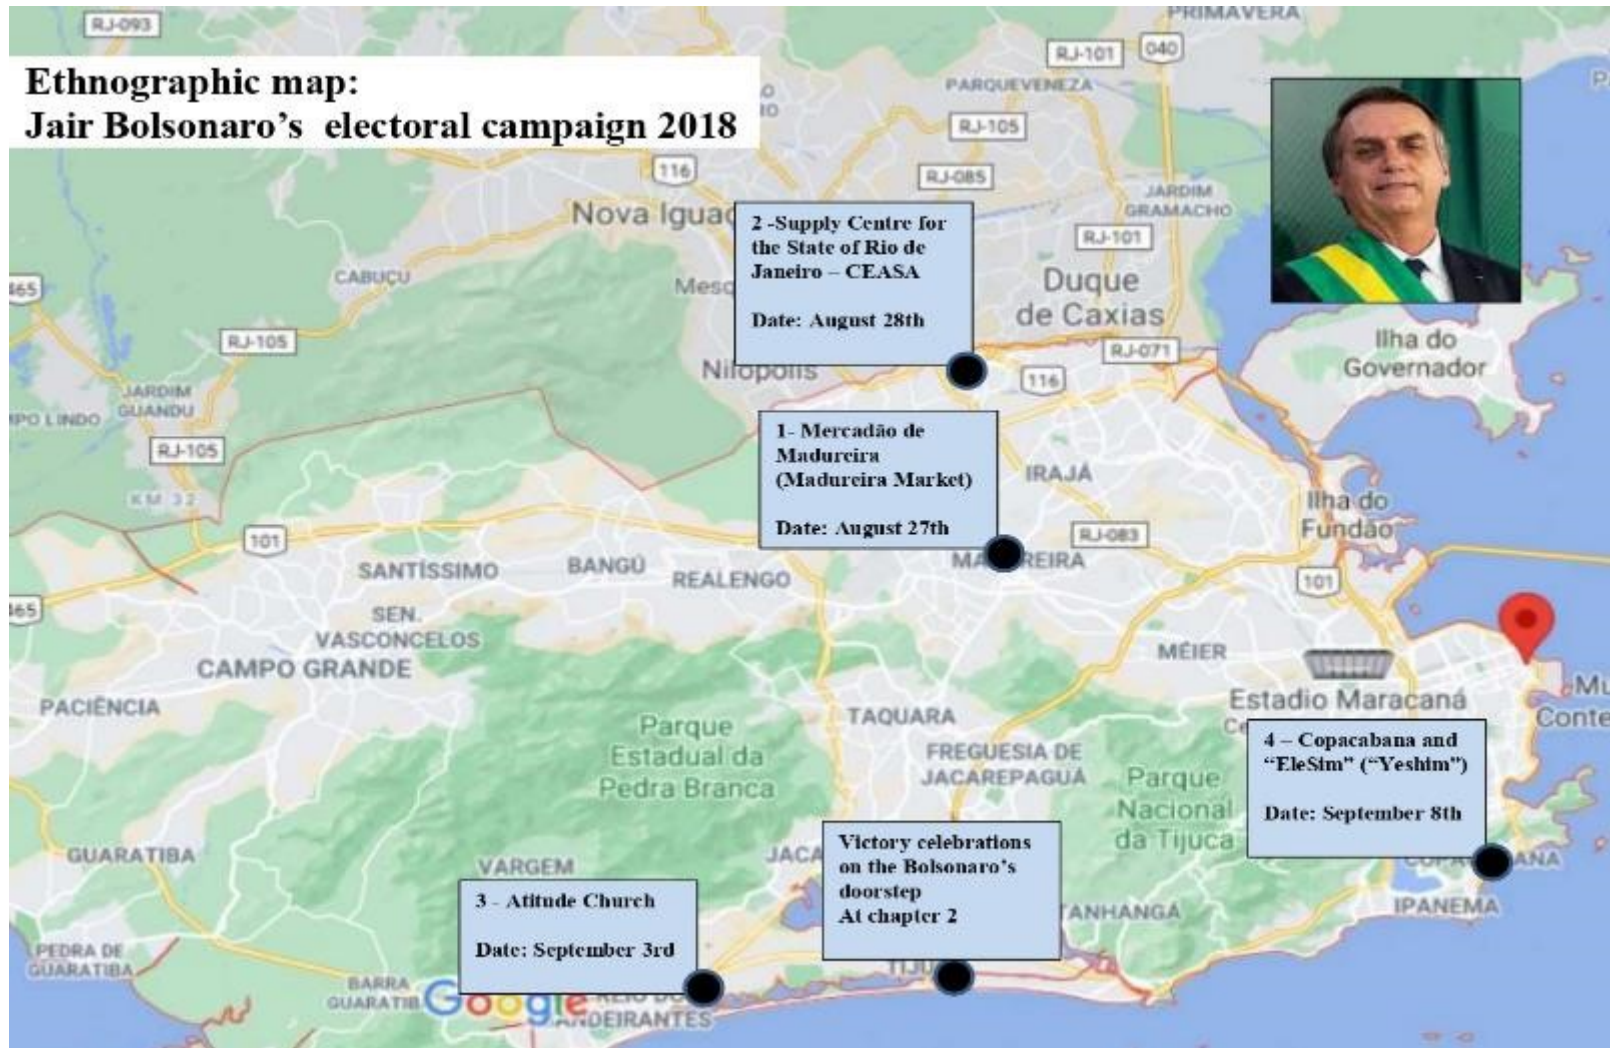 RJ-093
PRIMAVERA
RJ-101
040
Ethnographic map:
Jair Bolsonaro's electoral campaign 2018
PARQUEVENEZA
RJ-105
116
RJ-085
JARDIM
GRAMACHO
Nova
2 -Supply Centre for
the State of Rio de
Janeiro – CEASA
Date: August 28th
RJ-101
CABUÇU
465
Duque
de Caxias
RJ-105
RJ-071
Ilha do
Governador
Nilópolis
116
JARDIM
GUANDU
LINDO
RJ-105
1- Mercadão de
Madureira
(Madureira Market)
Date: August 27th
IRAJÁ
KM 32
Ilha do
Fundão
101
RJ-083
SANTÍSSIMO
BANGÚ
REALENGO
101
465
SEN.
VASCONCELOS
CAMPO GRANDE
MÉIER
PACIÊNCIA
Estadio Maracaná
Parque
Estadual da
Pedra Branca
TAQUARA
FREGUESIA DE
JACAREPAGUÁ
Parque
Nacional
da Tijuca
4 – Copacabana and
"EleSim" ("Yeshim")
Date: September 8th
GUARATIBA
VARGEM
Victory celebrations
on the Bolsonaro's
doorstep
At chapter 2
3 - Atitude Church
Date: September 3rd
IPANEMA
PEDRA DE
GUARATIBA
BARRA
Google